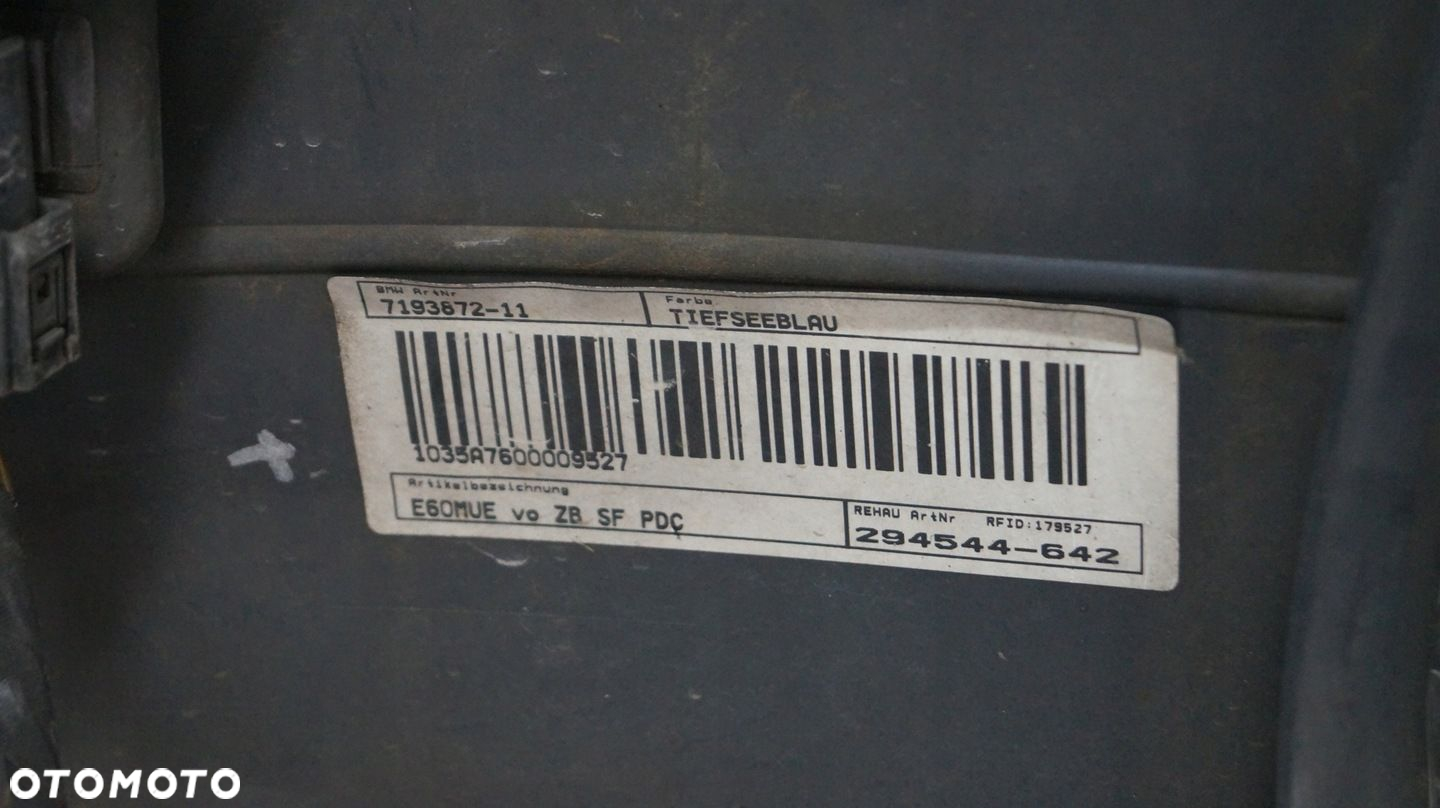 BMW ArtNr
7193872-11
Farbe
TIEFSEEBLAU
1035A7600009527
Artikelbezeichnung
E60MUE vo ZB SF PDC
REHAU ArtNr RFID:179527
294544-642
OTOMOTO